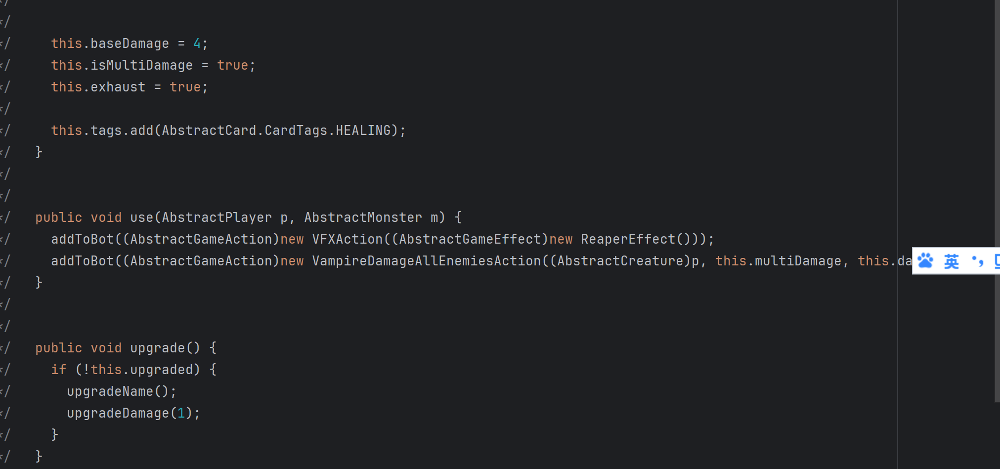 */
*/
*/ this.baseDamage = 4;
*/ this.isMultiDamage = true;
*/ this.exhaust = true;
*/
*/ this.tags.add(AbstractCard.CardTags.HEALING);
*/ }
*/
*/
*/ public void use(AbstractPlayer p, AbstractMonster m) {
*/ addToBot((AbstractGameAction)new VFXAction((AbstractGameEffect)new ReaperEffect()));
*/ addToBot((AbstractGameAction)new VampireDamageAllEnemiesAction((AbstractCreature)p, this.multiDamage, this.da
英 •,
*/ }
*/
*/
*/ public void upgrade() {
*/ if (!this.upgraded) {
*/ upgradeName();
*/ upgradeDamage(1);
*/ }
*/ }